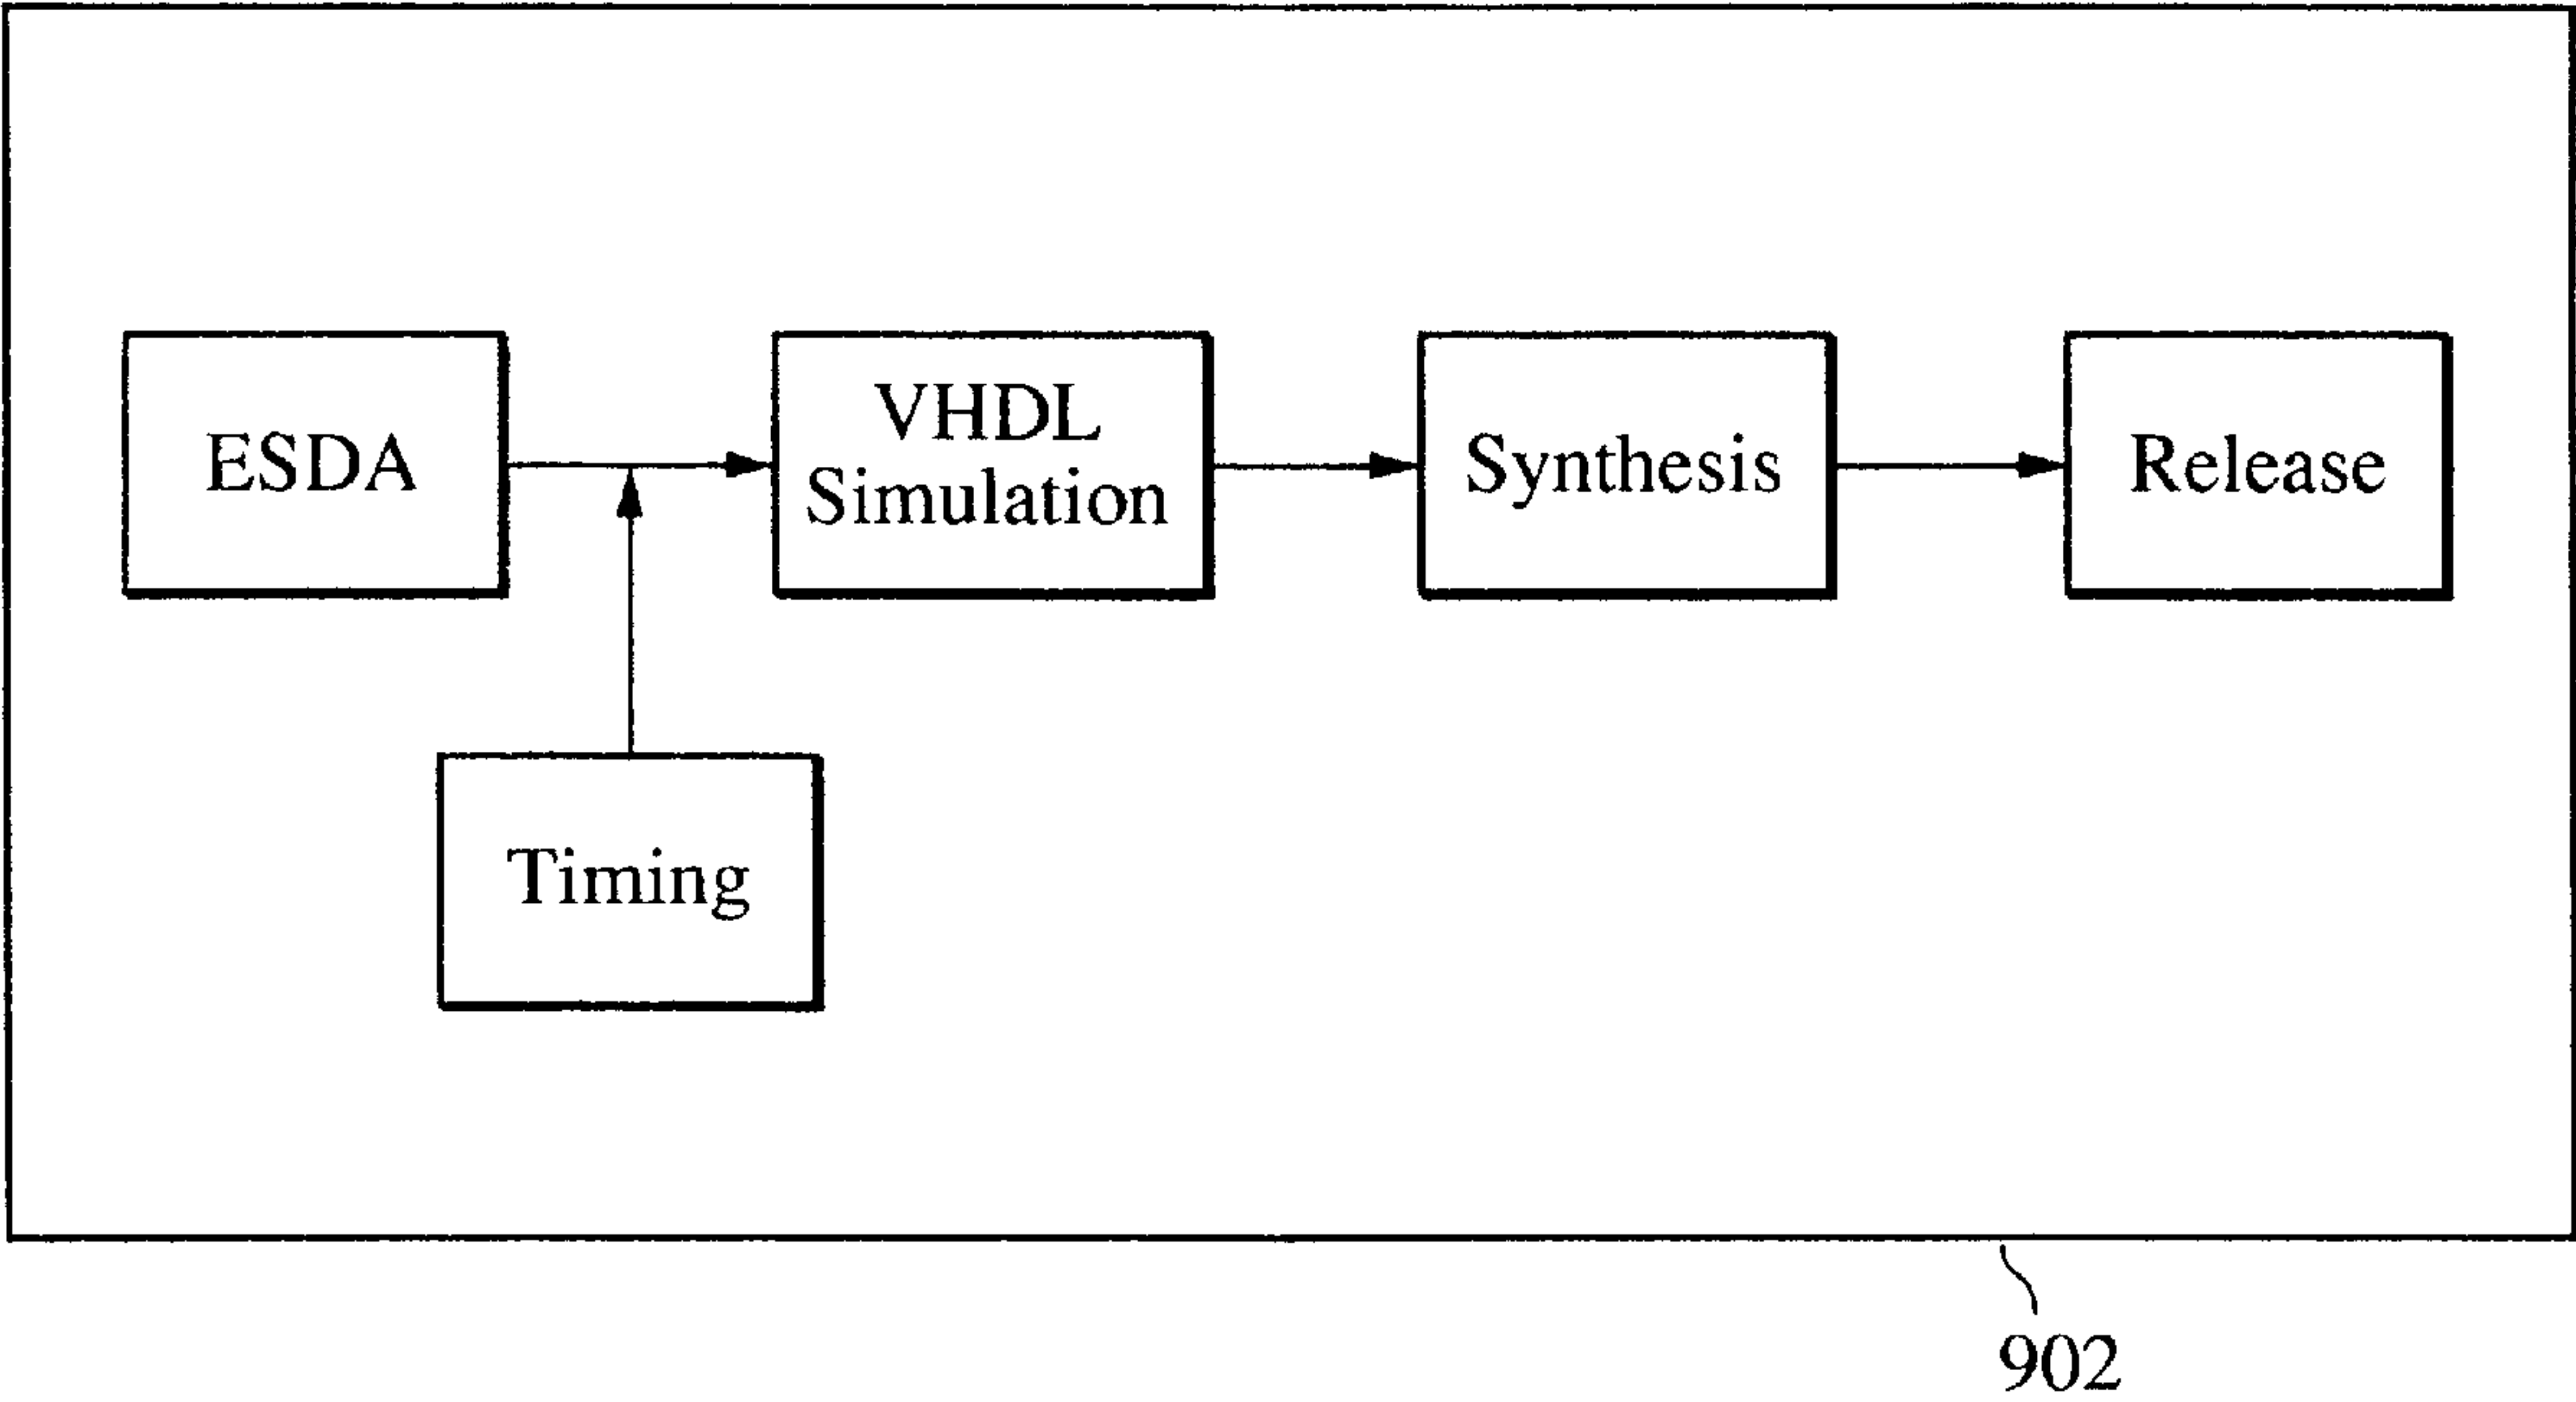 ESDA
VHDL
Simulation
Synthesis
Release
Timing
902